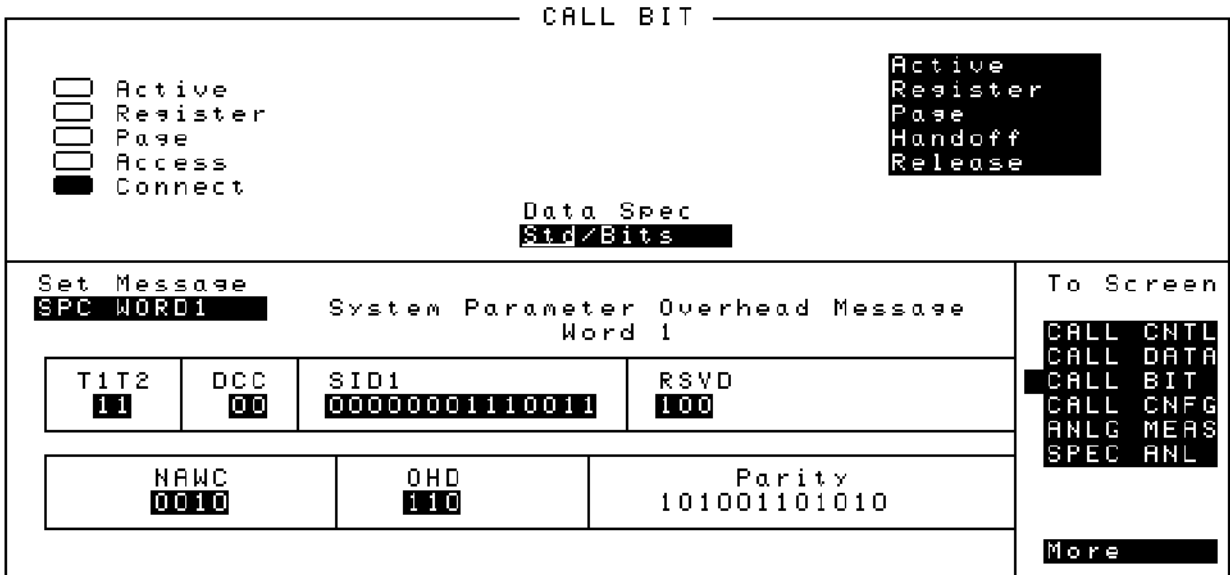 CALL BIT
Active
Register
Page
Access
Connect
Active
Register
Page
Handoff
Release
Data Spec
Std/Bits
Set Message
SPC WORD1
System Parameter Overhead Message
Word 1
T1T2
11
DCC
00
SID1
00000001110011
RSVD
100
NAWC
0010
OHD
110
Parity
101001101010
To Screen
CALL CNTL
CALL DATA
CALL BIT
CALL CNFG
ANLG MEAS
SPEC ANL
More